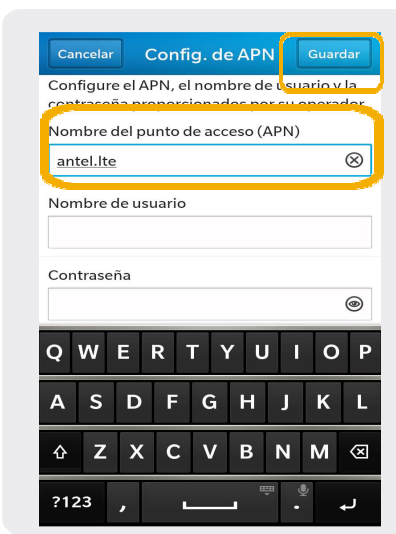 Cancelar Config. de APN Guardar
Configure el APN, el nombre de usuario y la
contraseña proporcionados por su operador.
Nombre del punto de acceso (APN)
antel.lte
Nombre de usuario
Contraseña
Q W E R T Y U I O P
A S D F G H J K L
Z X C V B N M
?123 , .